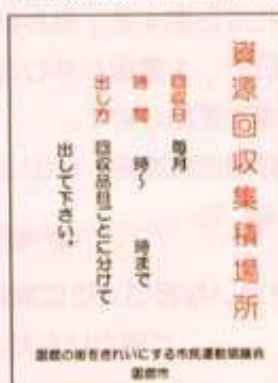 資源回収集積場所
回収日 毎月
時間 時〜 時まで
出し方 回収品目ごとに分けて
出して下さい。
函館の街をきれいにする市民運動協議会
函館市